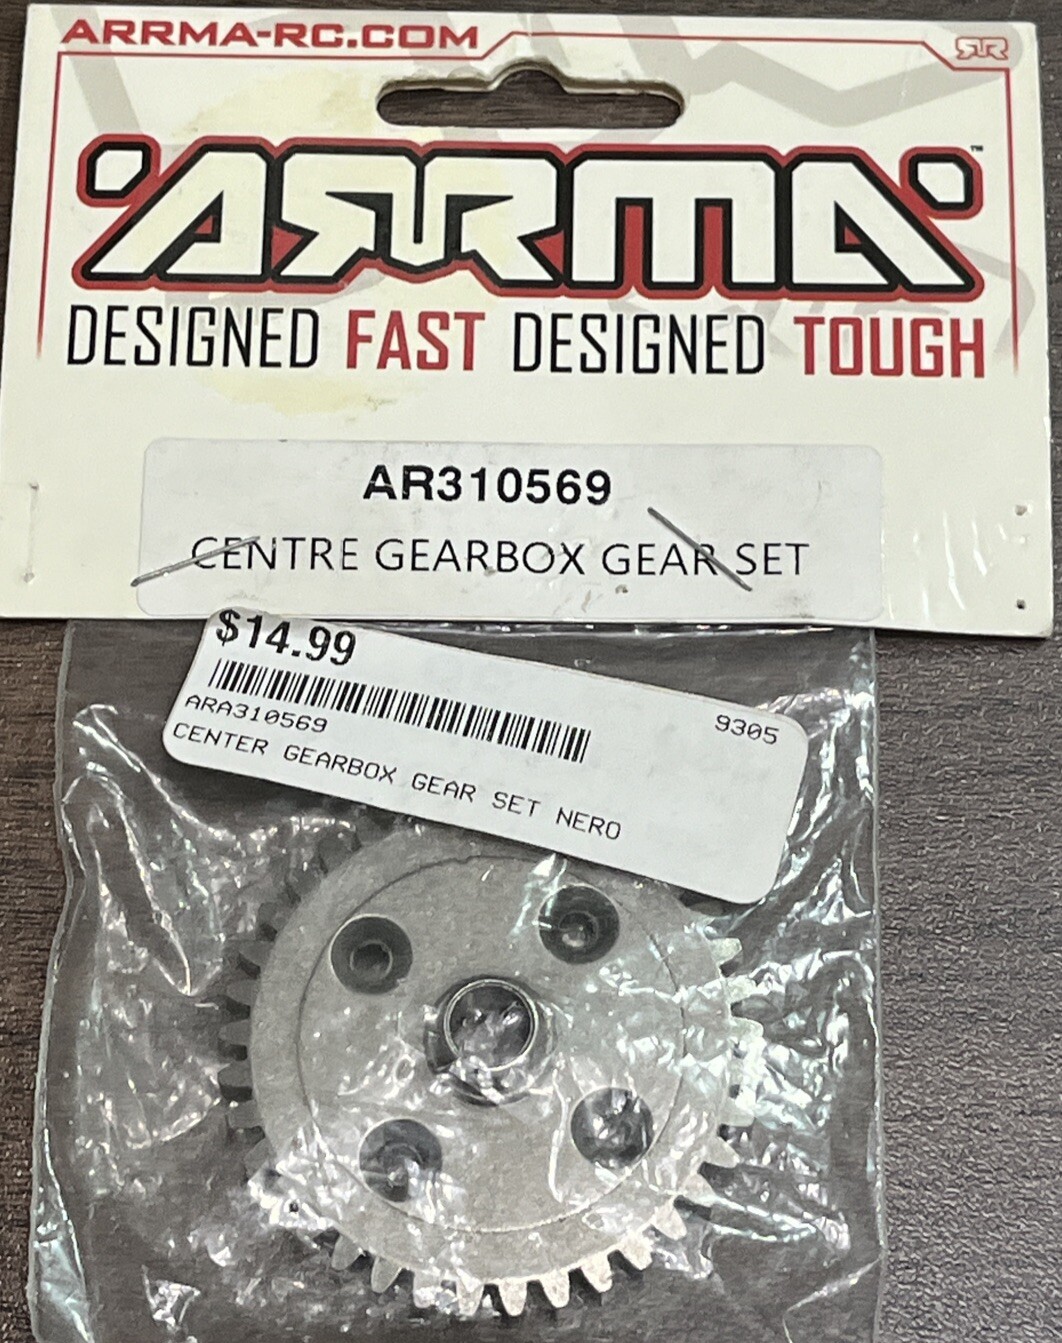 ARRMA-RC.COM
ARRMA™
DESIGNED FAST DESIGNED TOUGH
AR310569
CENTRE GEARBOX GEAR SET
$14.99
ARA310569
9305
CENTER GEARBOX GEAR SET NERO